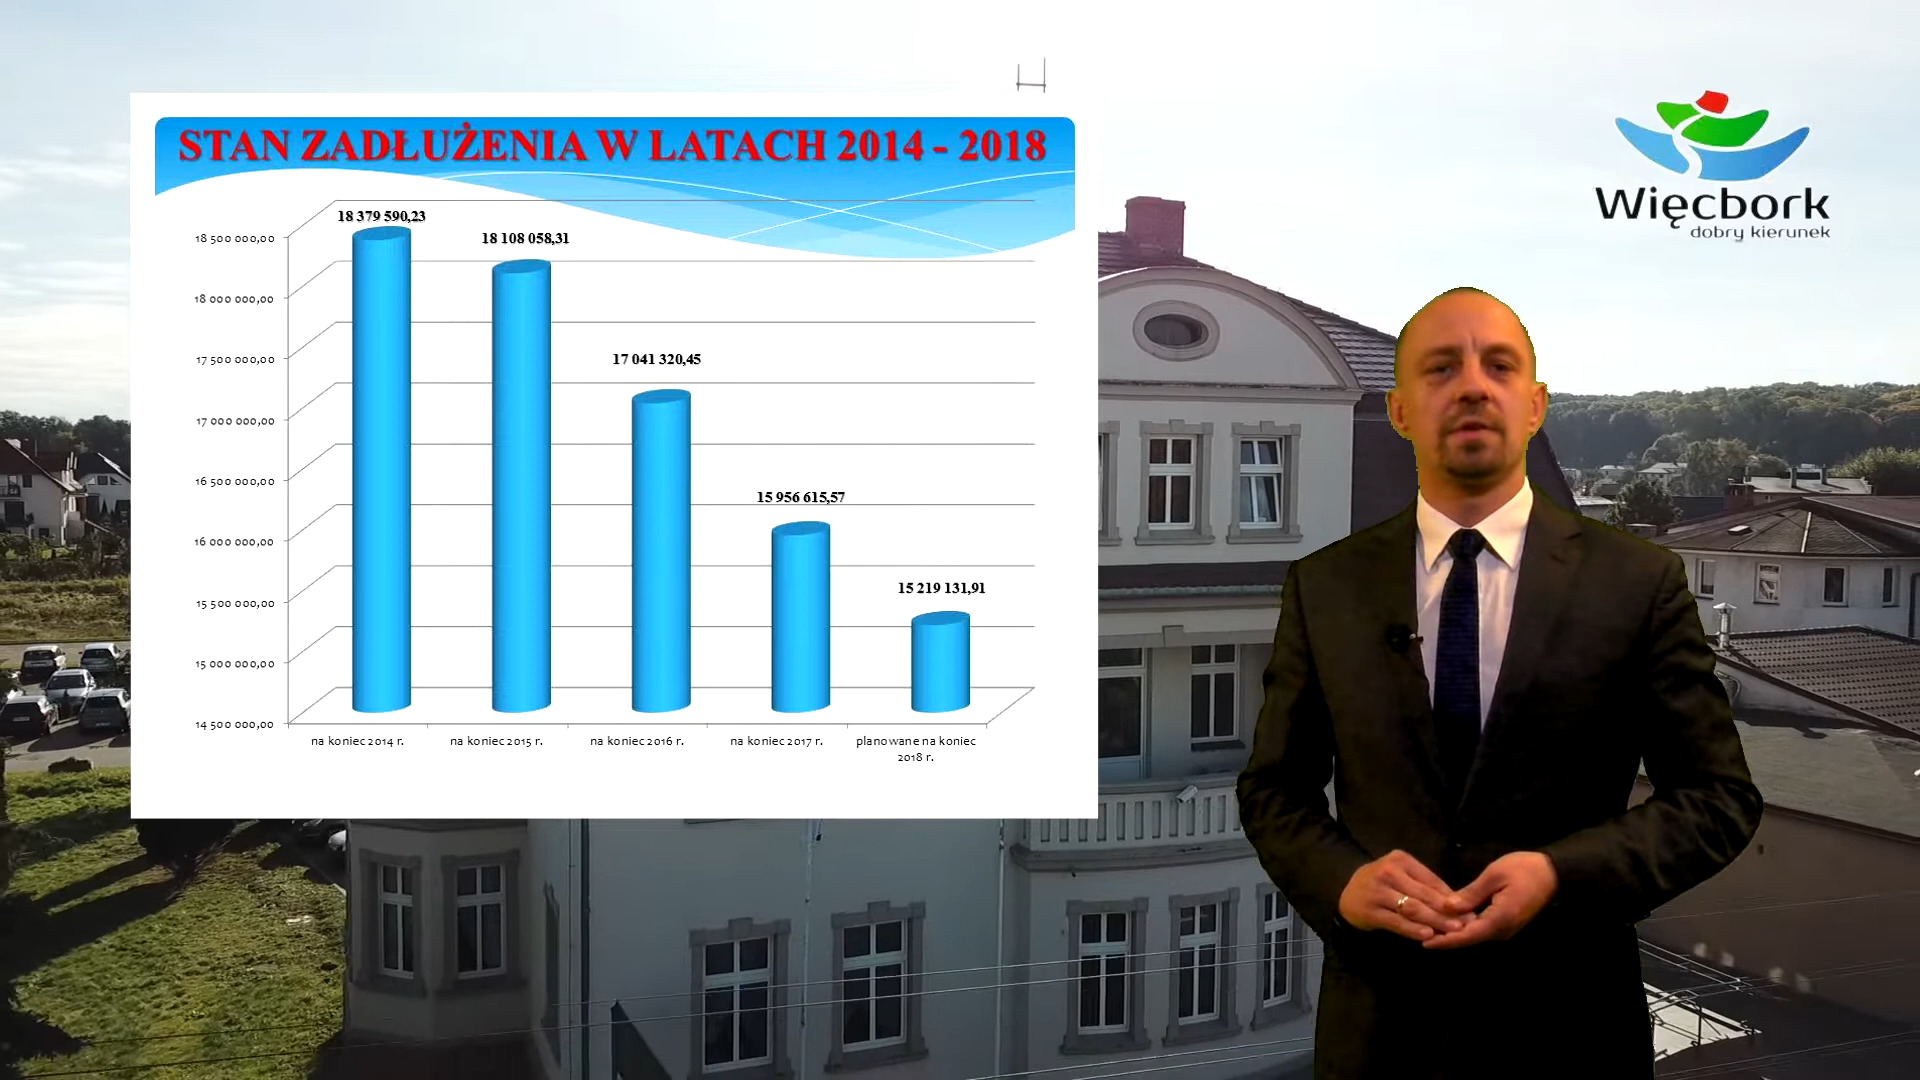 STAN ZADŁUŻENIA W LATACH 2014 - 2018
18 379 590,23
18 108 058,31
17 041 320,45
15 956 615,57
15 219 131,91
18 500 000,00
18 000 000,00
17 500 000,00
17 000 000,00
16 500 000,00
16 000 000,00
15 500 000,00
15 000 000,00
14 500 000,00
na koniec 2014 r.
na koniec 2015 r.
na koniec 2016 r.
na koniec 2017 r.
planowane na koniec
2018 r.
Więcbork
dobry kierunek